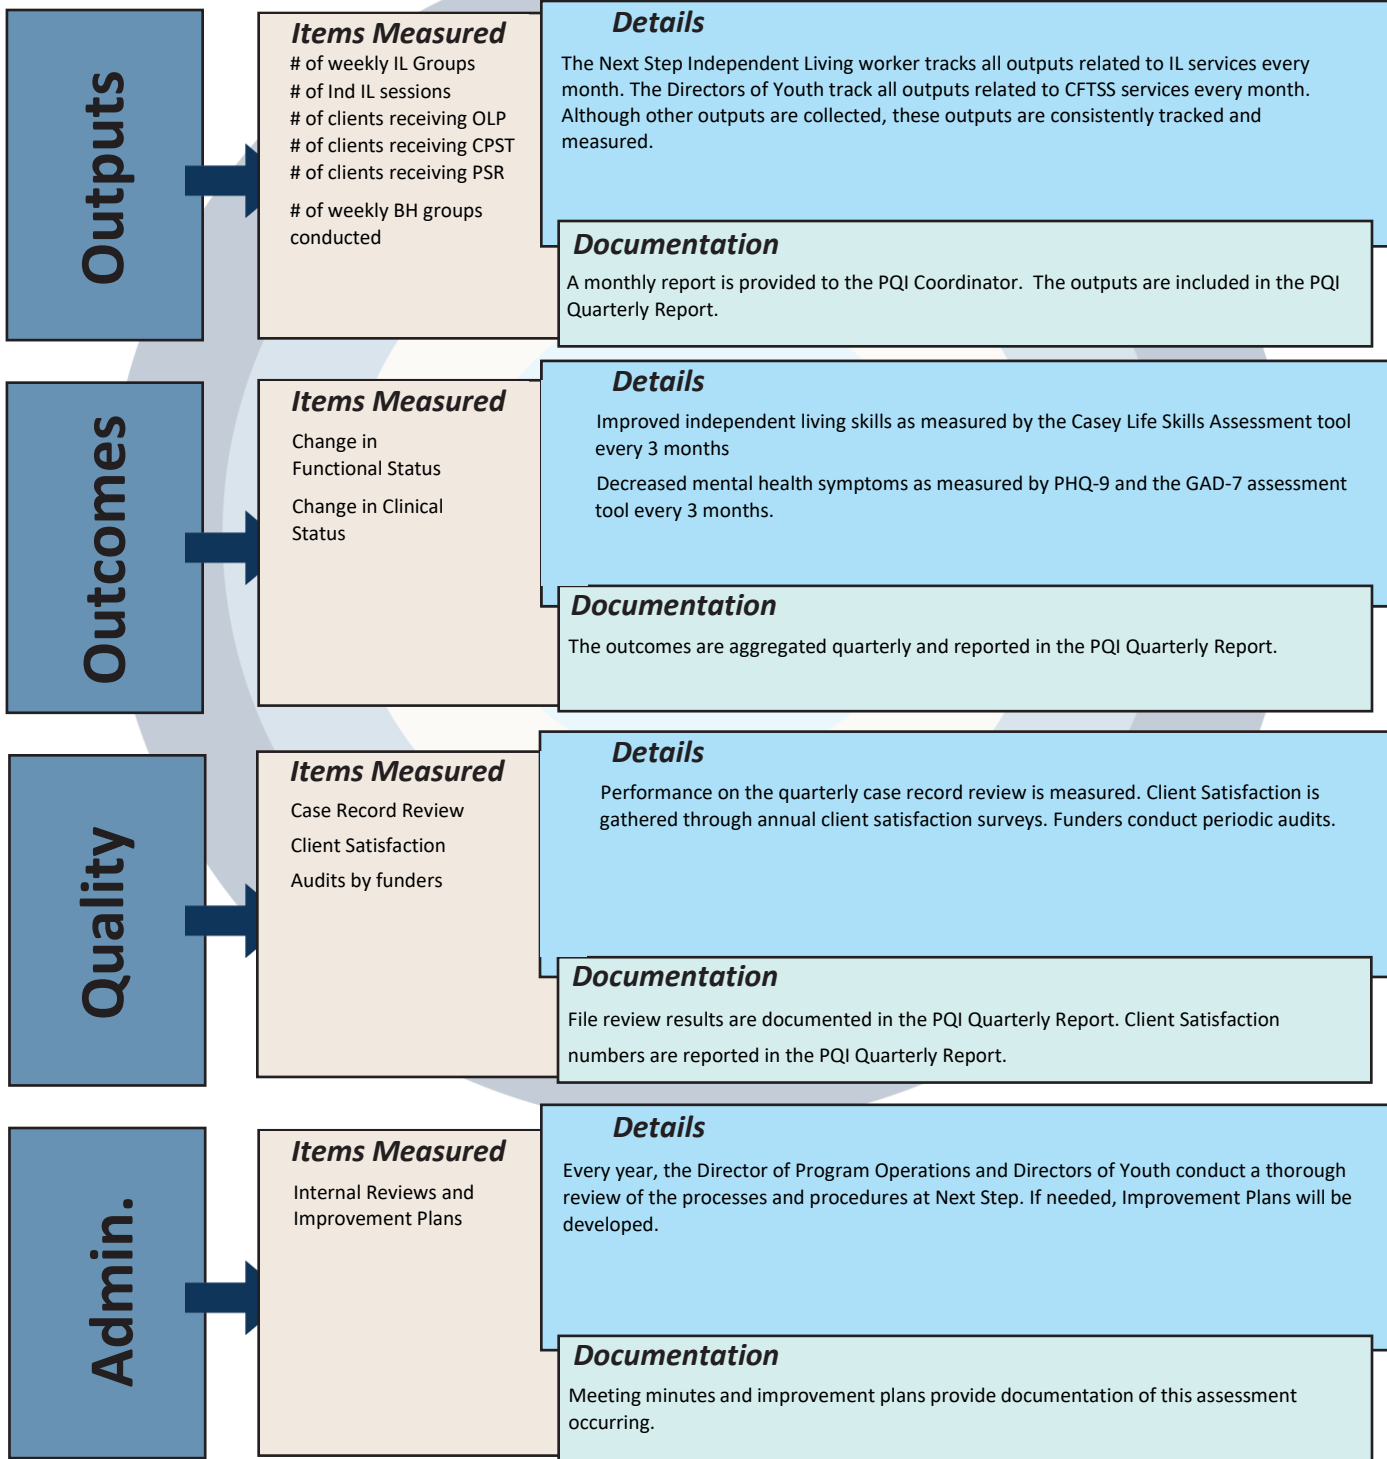 Outputs
Items Measured
# of weekly IL Groups
# of Ind IL sessions
# of clients receiving OLP
# of clients receiving CPST
# of clients receiving PSR
# of weekly BH groups
conducted
Details
The Next Step Independent Living worker tracks all outputs related to IL services every
month. The Directors of Youth track all outputs related to CFTSS services every month.
Although other outputs are collected, these outputs are consistently tracked and
measured.
Documentation
A monthly report is provided to the PQI Coordinator. The outputs are included in the PQI
Quarterly Report.
Outcomes
Items Measured
Change in
Functional Status
Change in Clinical
Status
Details
Improved independent living skills as measured by the Casey Life Skills Assessment tool
every 3 months
Decreased mental health symptoms as measured by PHQ-9 and the GAD-7 assessment
tool every 3 months.
Documentation
The outcomes are aggregated quarterly and reported in the PQI Quarterly Report.
Quality
Items Measured
Case Record Review
Client Satisfaction
Audits by funders
Details
Performance on the quarterly case record review is measured. Client Satisfaction is
gathered through annual client satisfaction surveys. Funders conduct periodic audits.
Documentation
File review results are documented in the PQI Quarterly Report. Client Satisfaction
numbers are reported in the PQI Quarterly Report.
Admin.
Items Measured
Internal Reviews and
Improvement Plans
Details
Every year, the Director of Program Operations and Directors of Youth conduct a thorough
review of the processes and procedures at Next Step. If needed, Improvement Plans will be
developed.
Documentation
Meeting minutes and improvement plans provide documentation of this assessment
occurring.